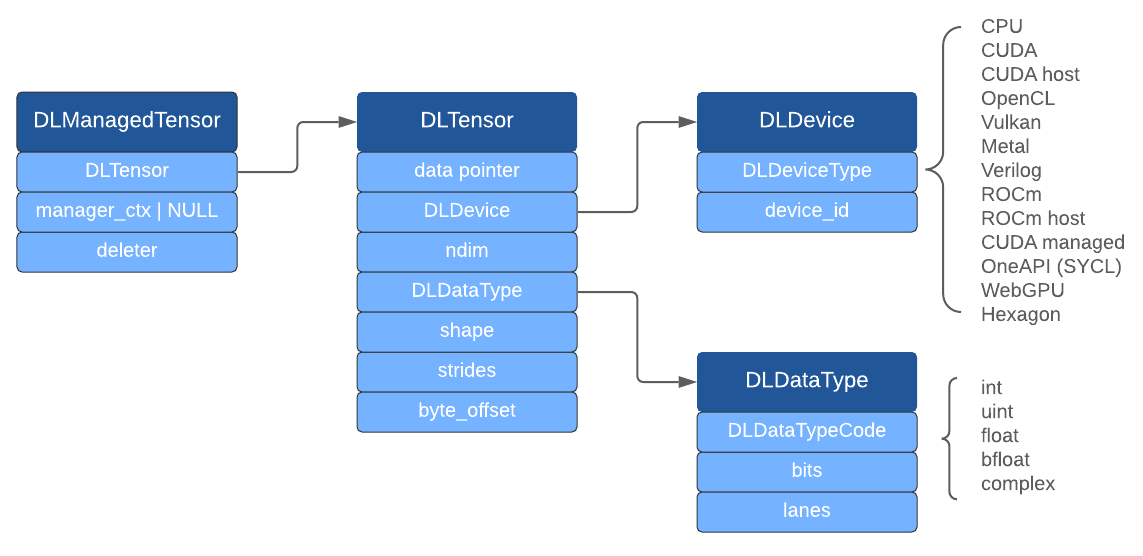 DLManagedTensor
DLTensor
manager_ctx | NULL
deleter
DLTensor
data pointer
DLDevice
ndim
DLDataType
shape
strides
byte_offset
DLDevice
DLDeviceType
device_id
CPU
CUDA
CUDA host
OpenCL
Vulkan
Metal
Verilog
ROCm
ROCm host
CUDA managed
OneAPI (SYCL)
WebGPU
Hexagon
DLDataType
DLDataTypeCode
bits
lanes
int
uint
float
bfloat
complex